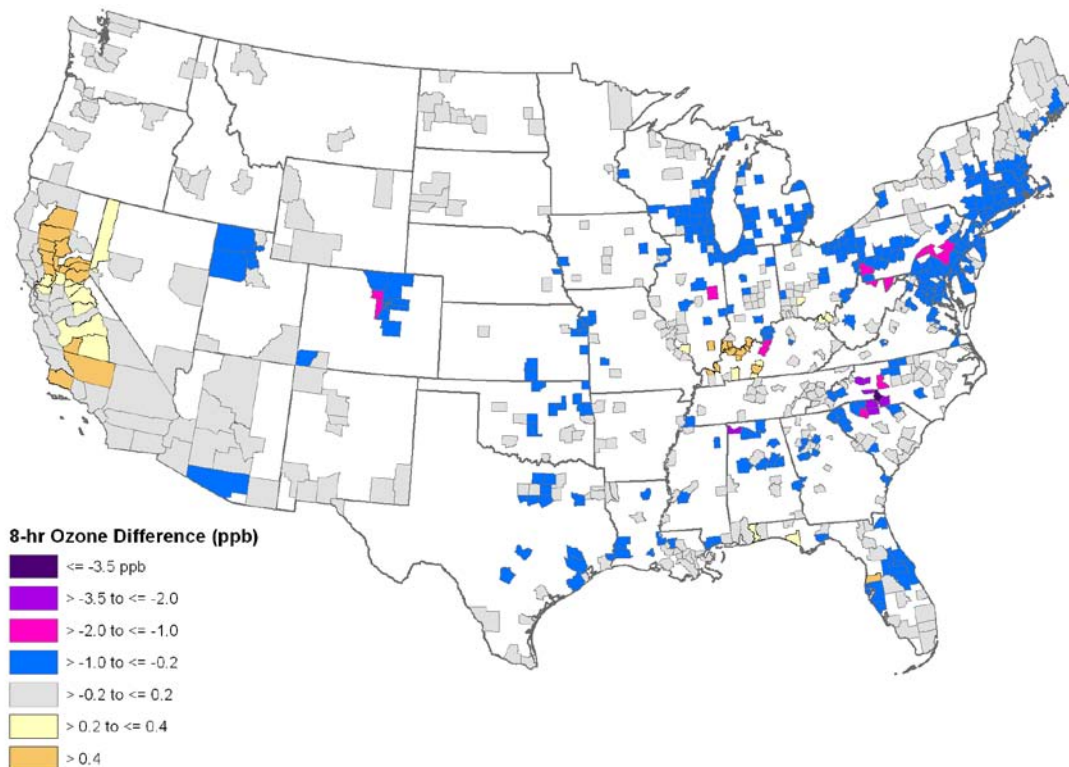 8-hr Ozone Difference (ppb)
<= -3.5 ppb
> -3.5 to <= -2.0
> -2.0 to <= -1.0
> -1.0 to <= -0.2
> -0.2 to <= 0.2
> 0.2 to <= 0.4
> 0.4